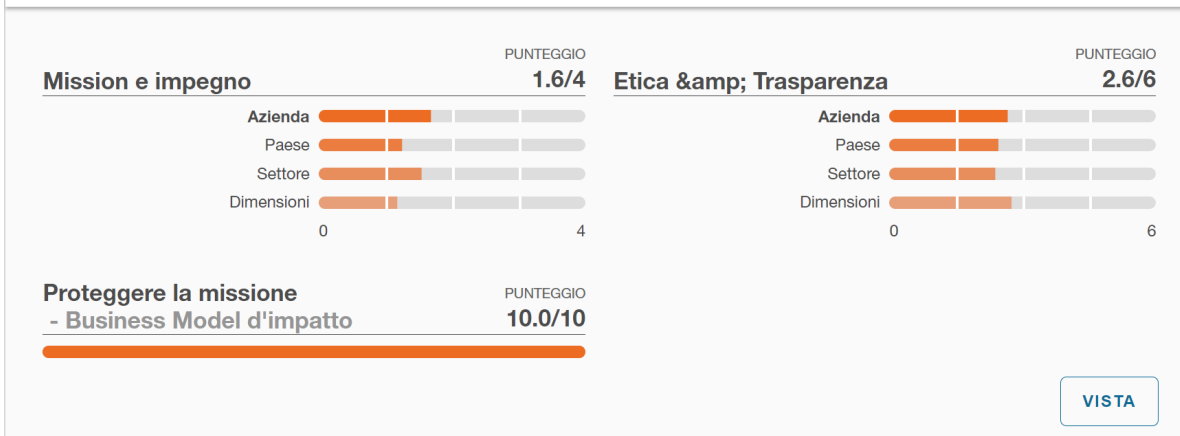 PUNTEGGIO
Mission e impegno 1.6/4
Azienda
Paese
Settore
Dimensioni
0 4
PUNTEGGIO
Etica &amp; Trasparenza 2.6/6
Azienda
Paese
Settore
Dimensioni
0 6
Proteggere la missione PUNTEGGIO
- Business Model d'impatto 10.0/10
VISTA